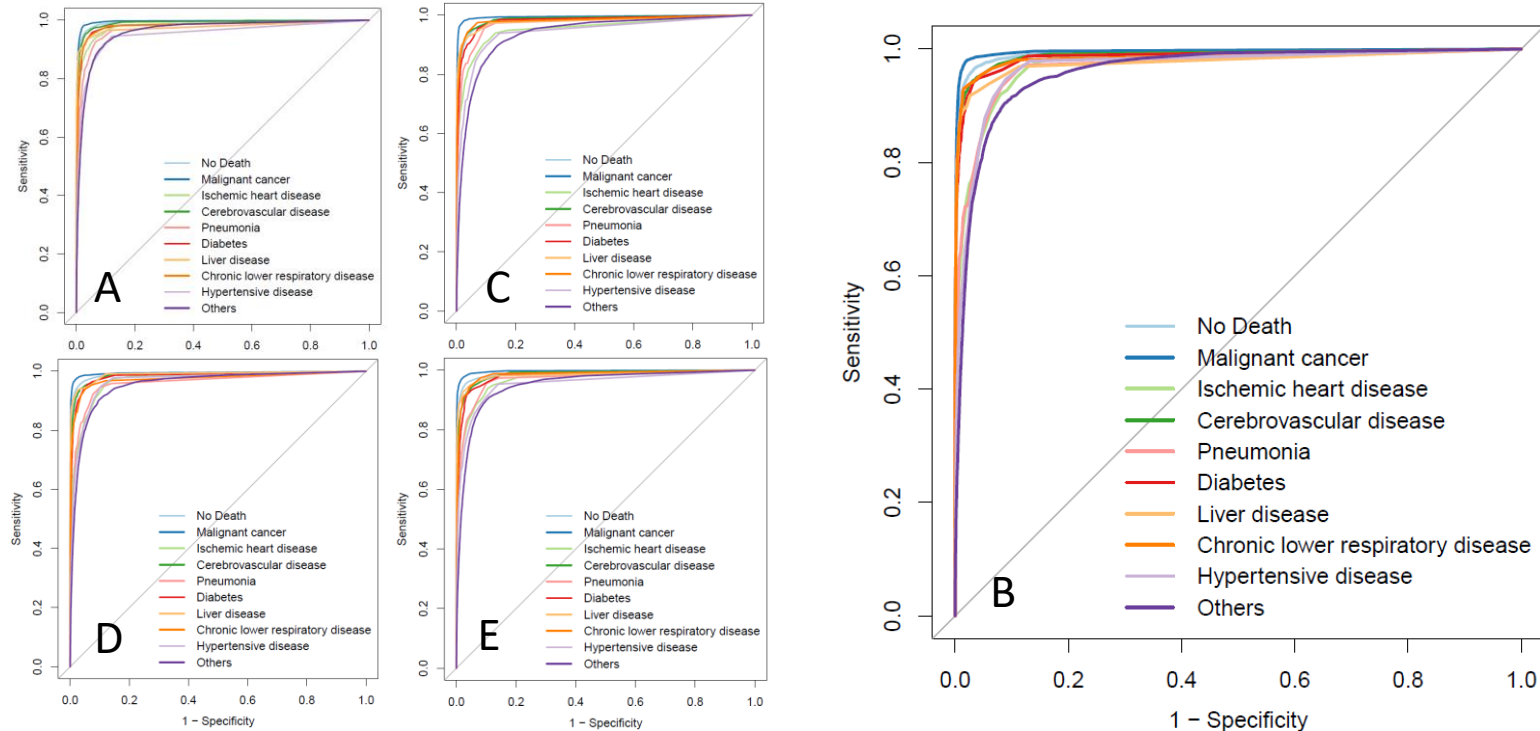 Sensitivity
0.0
0.2
0.4
0.6
0.8
1.0
No Death
Malignant cancer
Ischemic heart disease
Cerebrovascular disease
Pneumonia
Diabetes
Liver disease
Chronic lower respiratory disease
Hypertensive disease
Others
A
0.0
0.2
0.4
0.6
0.8
1.0
Sensitivity
0.0
0.2
0.4
0.6
0.8
1.0
No Death
Malignant cancer
Ischemic heart disease
Cerebrovascular disease
Pneumonia
Diabetes
Liver disease
Chronic lower respiratory disease
Hypertensive disease
Others
C
0.0
0.2
0.4
0.6
0.8
1.0
Sensitivity
0.0
0.2
0.4
0.6
0.8
1.0
No Death
Malignant cancer
Ischemic heart disease
Cerebrovascular disease
Pneumonia
Diabetes
Liver disease
Chronic lower respiratory disease
Hypertensive disease
Others
D
0.0
0.2
0.4
0.6
0.8
1.0
1 − Specificity
Sensitivity
0.0
0.2
0.4
0.6
0.8
1.0
No Death
Malignant cancer
Ischemic heart disease
Cerebrovascular disease
Pneumonia
Diabetes
Liver disease
Chronic lower respiratory disease
Hypertensive disease
Others
E
0.0
0.2
0.4
0.6
0.8
1.0
1 − Specificity
Sensitivity
0.0
0.2
0.4
0.6
0.8
1.0
No Death
Malignant cancer
Ischemic heart disease
Cerebrovascular disease
Pneumonia
Diabetes
Liver disease
Chronic lower respiratory disease
Hypertensive disease
Others
B
0.0
0.2
0.4
0.6
0.8
1.0
1 − Specificity